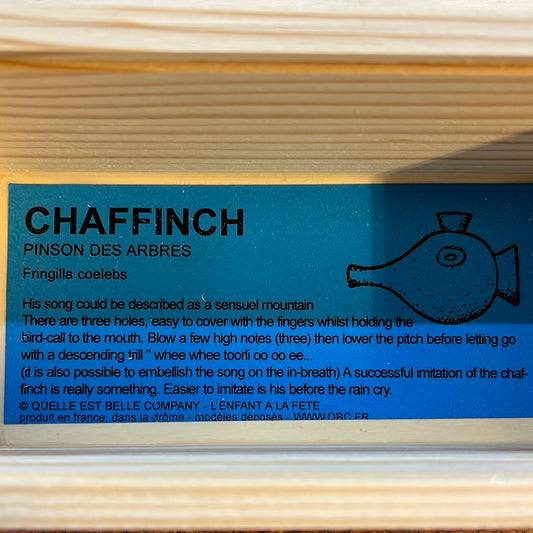 CHAFFINCH
PINSON DES ARBRES
Fringilla coelebs
His song could be described as a sensuel mountain
There are three holes, easy to cover with the fingers whilst holding the
bird-call to the mouth. Blow a few high notes (three) then lower the pitch before letting go
with a descending trill " whee whee toorli oo oo ee...
(it is also possible to embellish the song on the in-breath) A successful imitation of the chaf-
finch is really something. Easier to imitate is his before the rain cry.
© QUELLE EST BELLE COMPANY - L'ENFANT A LA FETE
produit en france, dans la drôme - modèles déposés - WWW.QBC.FR